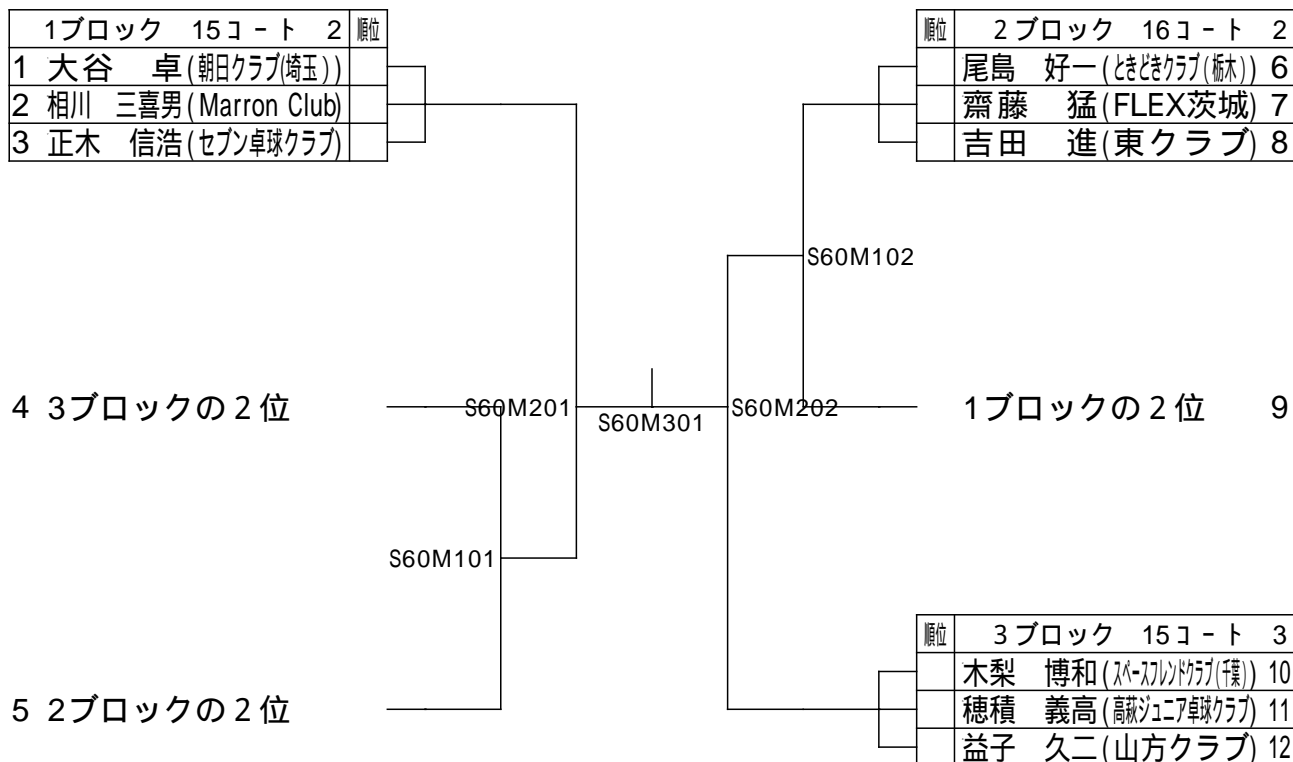 1ブロック 15コート 2 順位
1 大谷 卓(朝日クラブ(埼玉))
2 相川 三喜男(Marron Club)
3 正木 信浩(セブン卓球クラブ)
順位 2ブロック 16コート 2
尾島 好一(ときどきクラブ(栃木)) 6
齋藤 猛(FLEX茨城) 7
吉田 進(東クラブ) 8
S60M102
4 3ブロックの2位
S60M201
S60M301
S60M202
1ブロックの2位 9
S60M101
5 2ブロックの2位
順位 3ブロック 15コート 3
木梨 博和(スペースフレンドクラブ(千葉)) 10
穂積 義高(高萩ジュニア卓球クラブ) 11
益子 久二(山方クラブ) 12